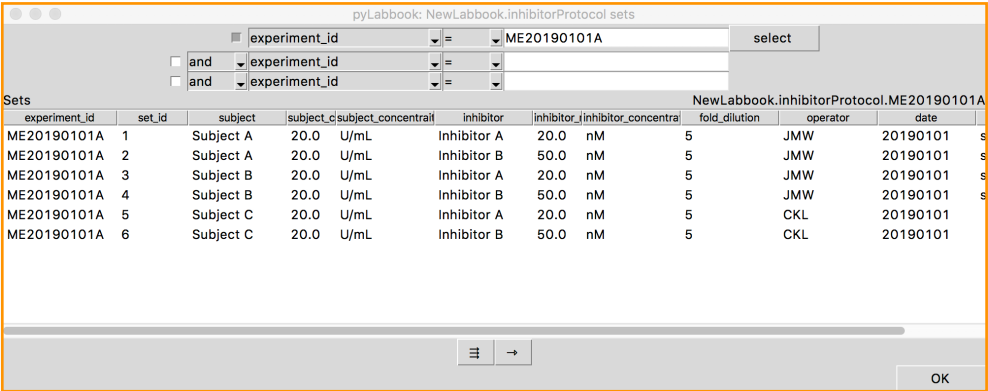 pyLabbook: NewLabbook.inhibitorProtocol sets
experiment_id = ME20190101A select
and experiment_id =
and experiment_id =
Sets NewLabbook.inhibitorProtocol.ME20190101A
experiment_id set_id subject subject_c subject_concentrait inhibitor inhibitor_ inhibitor_concentra fold_dilution operator date
ME20190101A 1 Subject A 20.0 U/mL Inhibitor A 20.0 nM 5 JMW 20190101 s
ME20190101A 2 Subject A 20.0 U/mL Inhibitor B 50.0 nM 5 JMW 20190101 s
ME20190101A 3 Subject B 20.0 U/mL Inhibitor A 20.0 nM 5 JMW 20190101 s
ME20190101A 4 Subject B 20.0 U/mL Inhibitor B 50.0 nM 5 JMW 20190101 s
ME20190101A 5 Subject C 20.0 U/mL Inhibitor A 20.0 nM 5 CKL 20190101
ME20190101A 6 Subject C 20.0 U/mL Inhibitor B 50.0 nM 5 CKL 20190101
OK